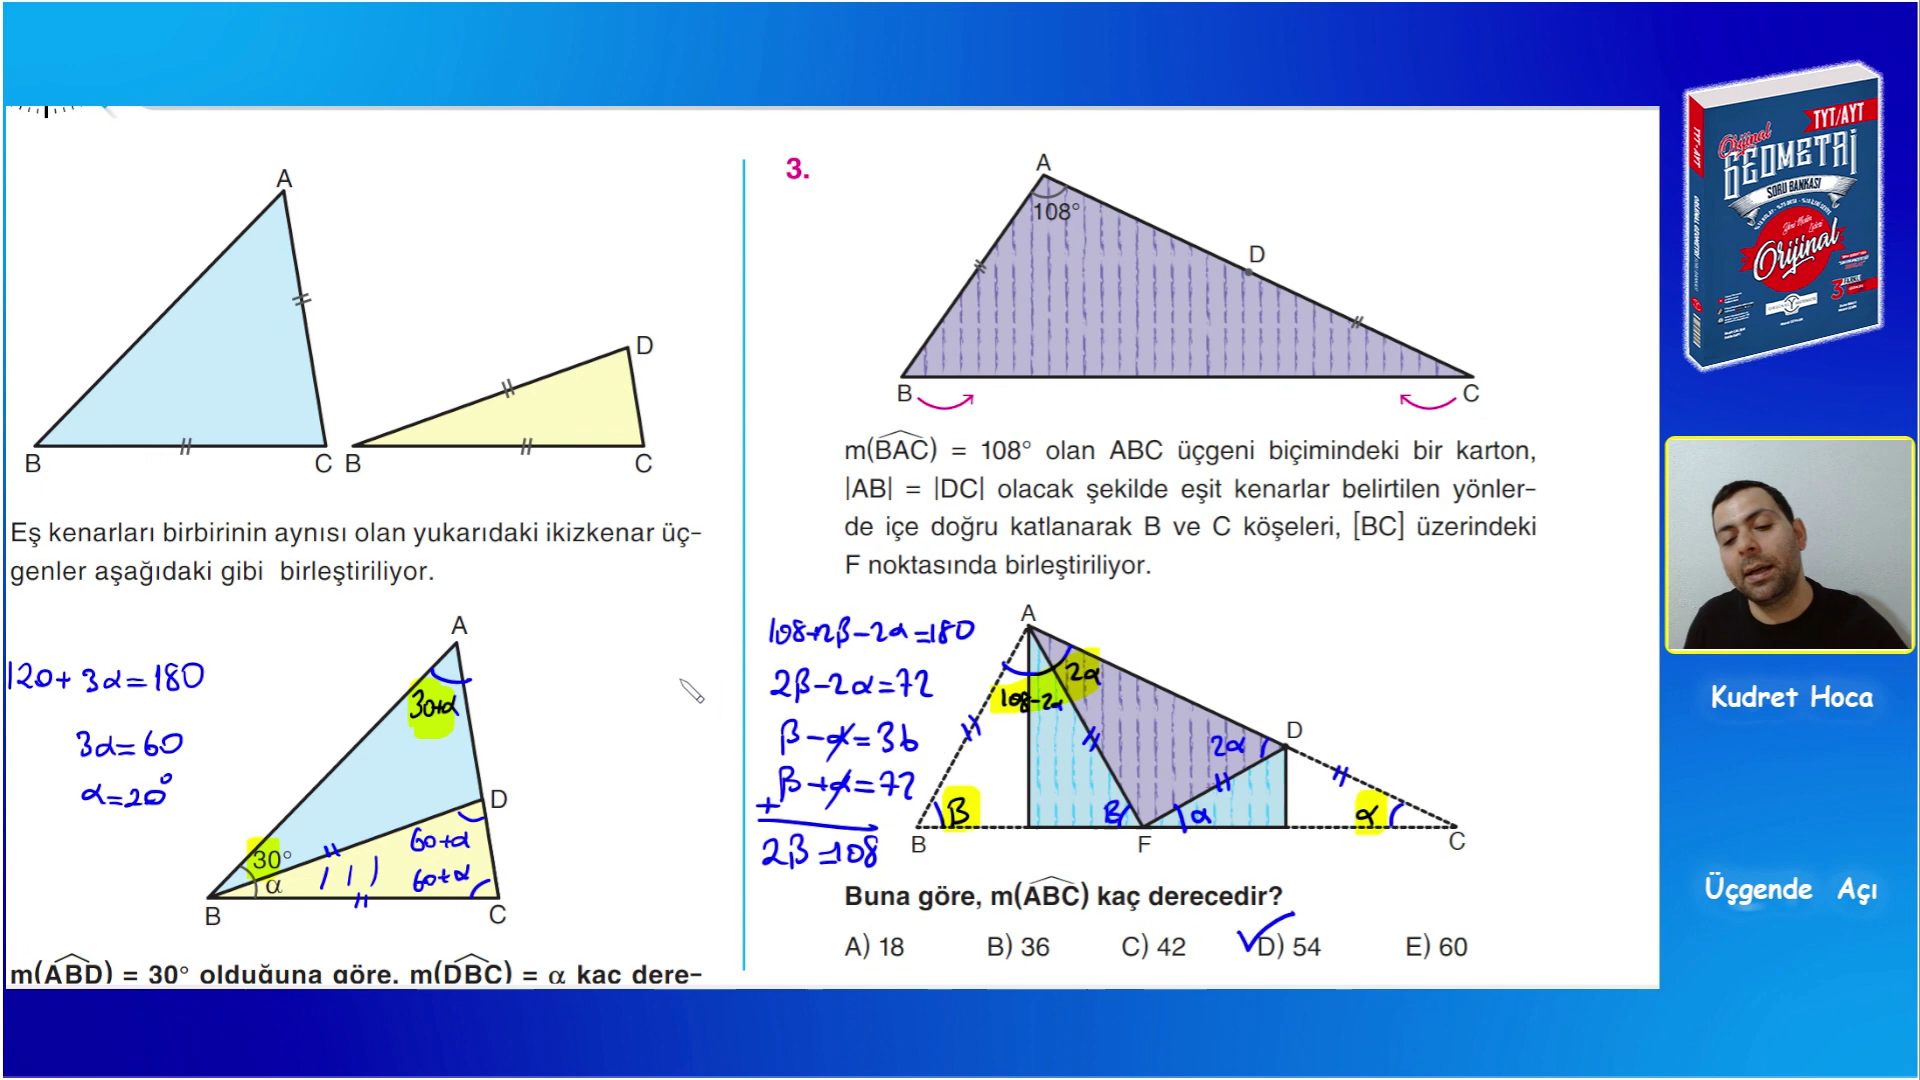 A
B
C
B
C
D
Eş kenarları birbirinin aynısı olan yukarıdaki ikizkenar üç-
genler aşağıdaki gibi birleştiriliyor.
120+3α=180
3α=60
α=20°
A
30+α
D
60+α
60+α
30°
α
B
C
m(ABD) = 30° olduğuna göre, m(DBC) = α kaç dere-
3.
A
108°
D
B
C
m(BAC) = 108° olan ABC üçgeni biçimindeki bir karton,
|AB| = |DC| olacak şekilde eşit kenarlar belirtilen yönler-
de içe doğru katlanarak B ve C köşeleri, [BC] üzerindeki
F noktasında birleştiriliyor.
108+2β-2α=180
2β-2α=72
β-α=36
β+α=72
+
2β=108
A
2α
108-2α
D
2α
β
β
α
α
B
F
C
Buna göre, m(ABC) kaç derecedir?
A) 18 B) 36 C) 42 D) 54 E) 60
TYT/AYT
Orijinal
GEOMETRİ
SORU BANKASI
Orijinal
3
TYT-AYT
Kudret Hoca
Üçgende Açı